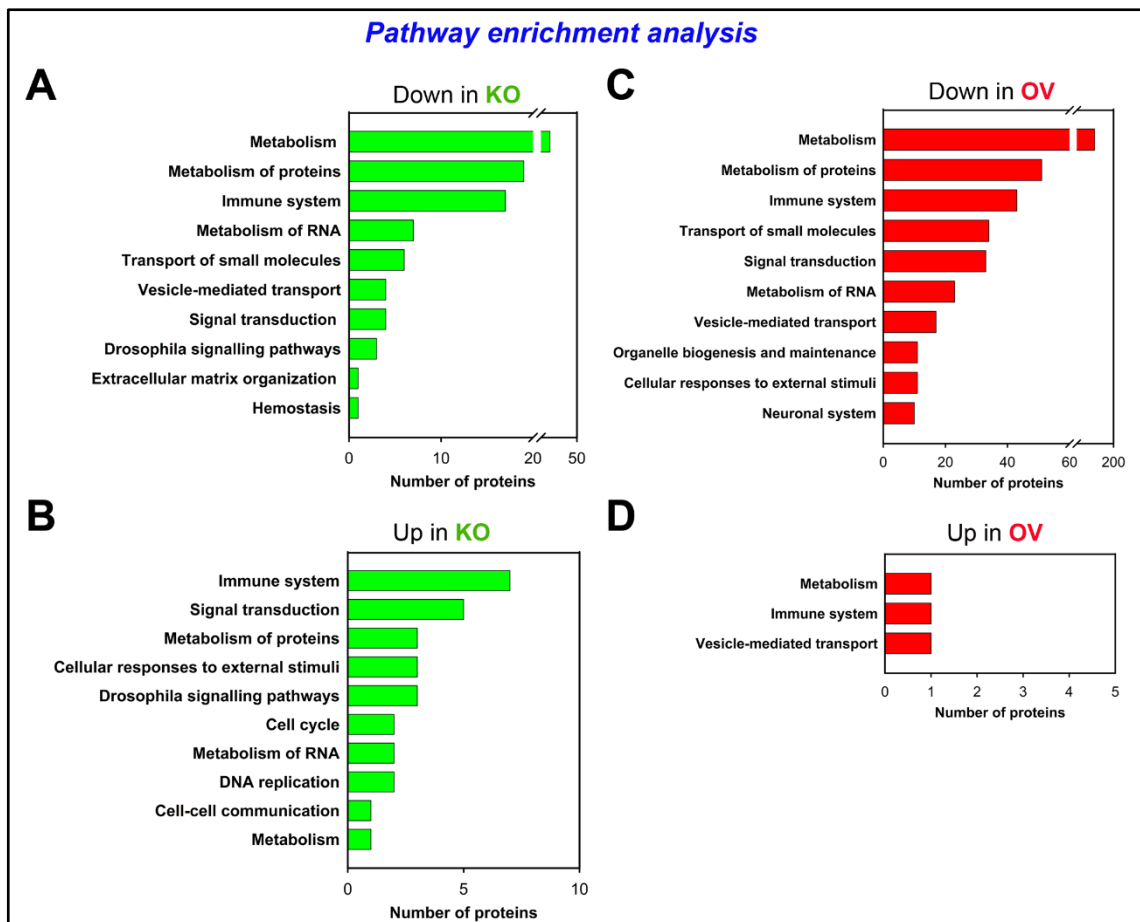 Pathway enrichment analysis
A
Down in KO
Metabolism
Metabolism of proteins
Immune system
Metabolism of RNA
Transport of small molecules
Vesicle-mediated transport
Signal transduction
Drosophila signalling pathways
Extracellular matrix organization
Hemostasis
0 10 20 50
Number of proteins
B
Up in KO
Immune system
Signal transduction
Metabolism of proteins
Cellular responses to external stimuli
Drosophila signalling pathways
Cell cycle
Metabolism of RNA
DNA replication
Cell-cell communication
Metabolism
0 5 10
Number of proteins
C
Down in OV
Metabolism
Metabolism of proteins
Immune system
Transport of small molecules
Signal transduction
Metabolism of RNA
Vesicle-mediated transport
Organelle biogenesis and maintenance
Cellular responses to external stimuli
Neuronal system
0 20 40 60 200
Number of proteins
D
Up in OV
Metabolism
Immune system
Vesicle-mediated transport
0 1 2 3 4 5
Number of proteins